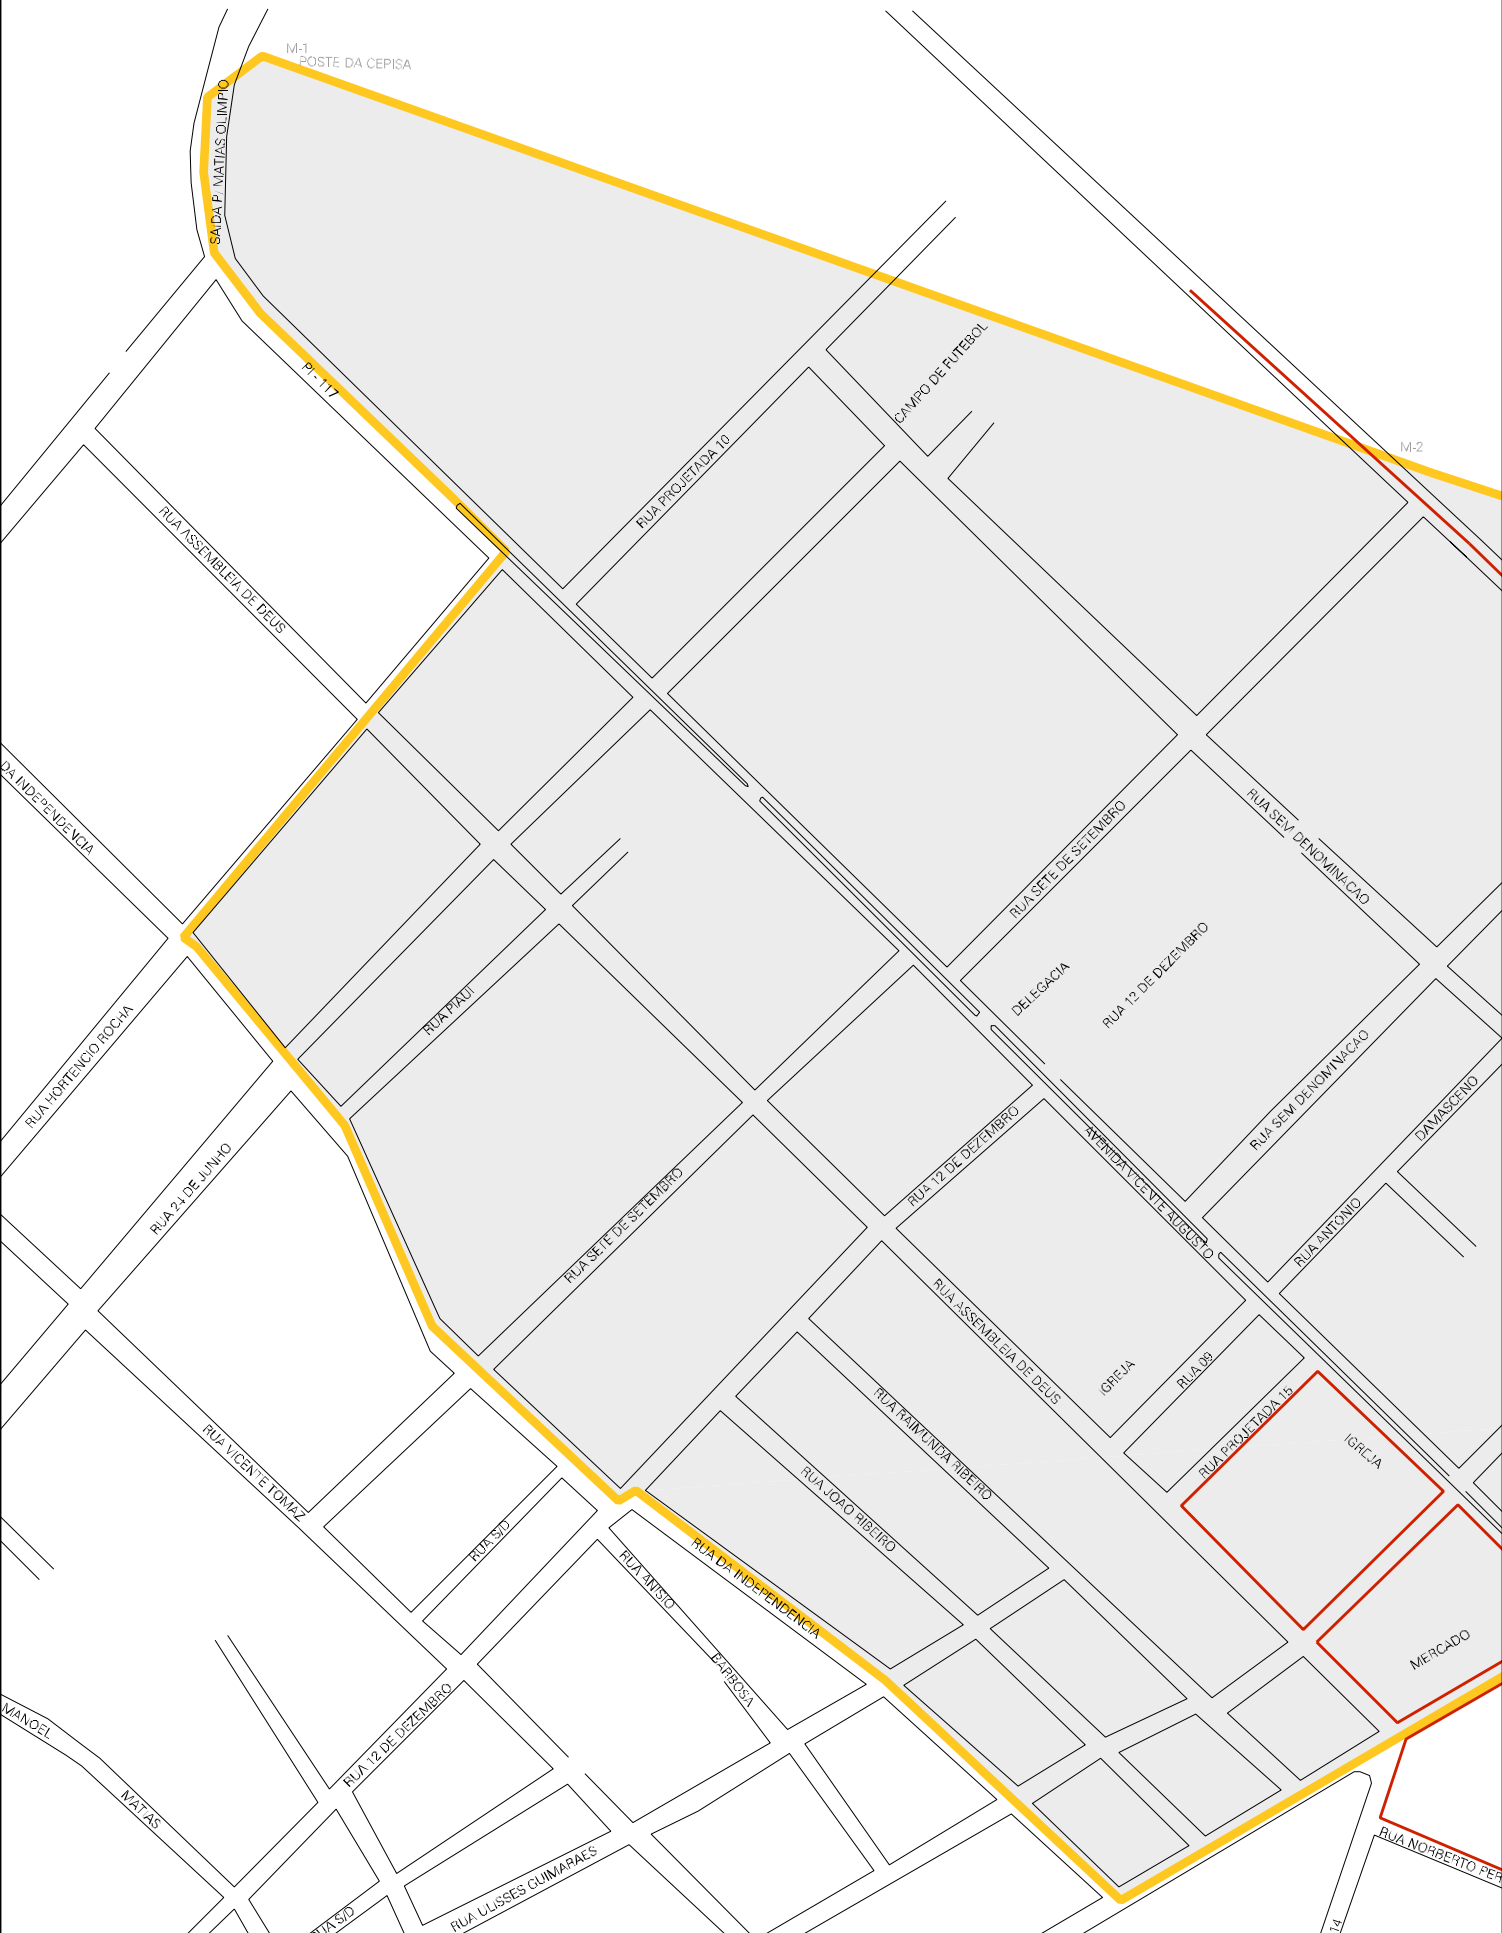 M-1
POSTE DA CEPISA
SAIDA P/ MATIAS OLIMPIO
PI - 117
CAMPO DE FUTEBOL
RUA PROJETADA 10
M-2
RUA ASSEMBLEIA DE DEUS
DA INDEPENDENCIA
RUA SETE DE SETEMBRO
RUA SEM DENOMINACAO
RUA 12 DE DEZEMBRO
DELEGACIA
RUA PIAUI
RUA HORTENCIO ROCHA
RUA SEM DENOMINACAO
DAMASCENO
RUA 24 DE JUNHO
RUA 12 DE DEZEMBRO
AVENIDA VICENTE AUGUSTO
RUA SETE DE SETEMBRO
RUA ANTONIO
RUA ASSEMBLEIA DE DEUS
IGREJA
RUA 09
RUA PROJETADA 15
RUA RAIMUNDA RIBEIRO
IGREJA
RUA VICENTE TOMAZ
RUA JOAO RIBEIRO
RUA S/D
RUA ANISIO
RUA DA INDEPENDENCIA
MERCADO
BARBOSA
RUA 12 DE DEZEMBRO
MANOEL
MATIAS
RUA NORBERTO PER
RUA ULISSES GUIMARAES
RUA S/D
14